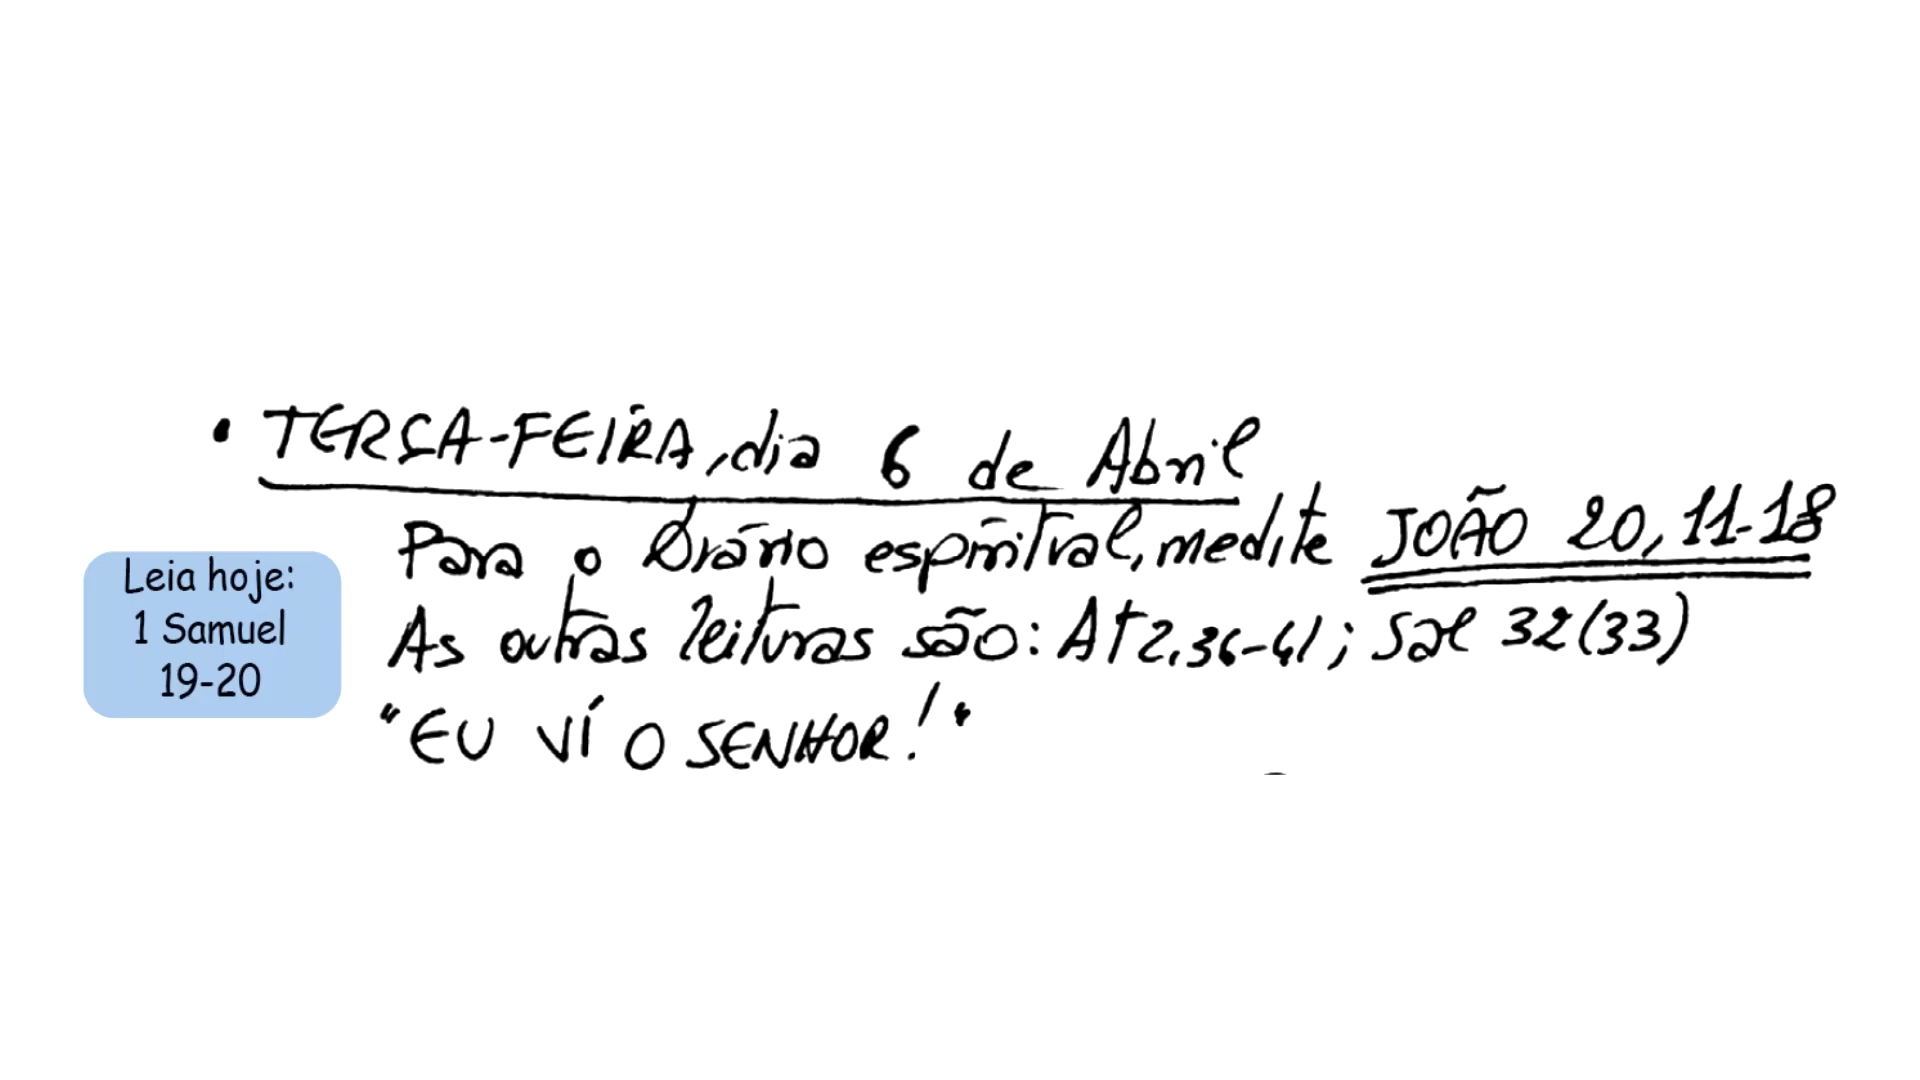 • TERÇA-FEIRA, dia 6 de Abril
Para o Diário espiritual, medite JOÃO 20, 11-18
As outras leituras são: At 2,36-41; Sal 32(33)
"EU VÍ O SENHOR!"
Leia hoje:
1 Samuel
19-20